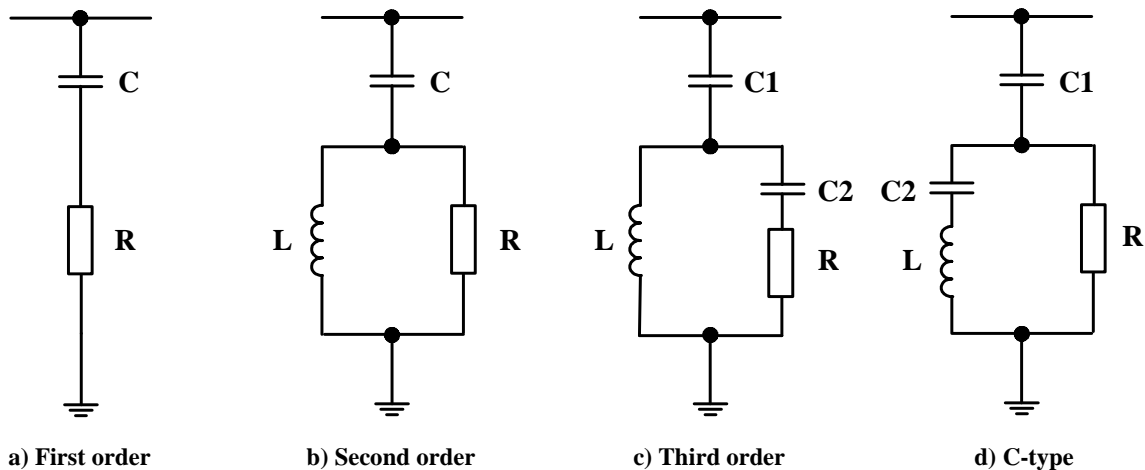 C
R
a) First order
C
L
R
b) Second order
C1
C2
L
R
c) Third order
C1
C2
L
R
d) C-type